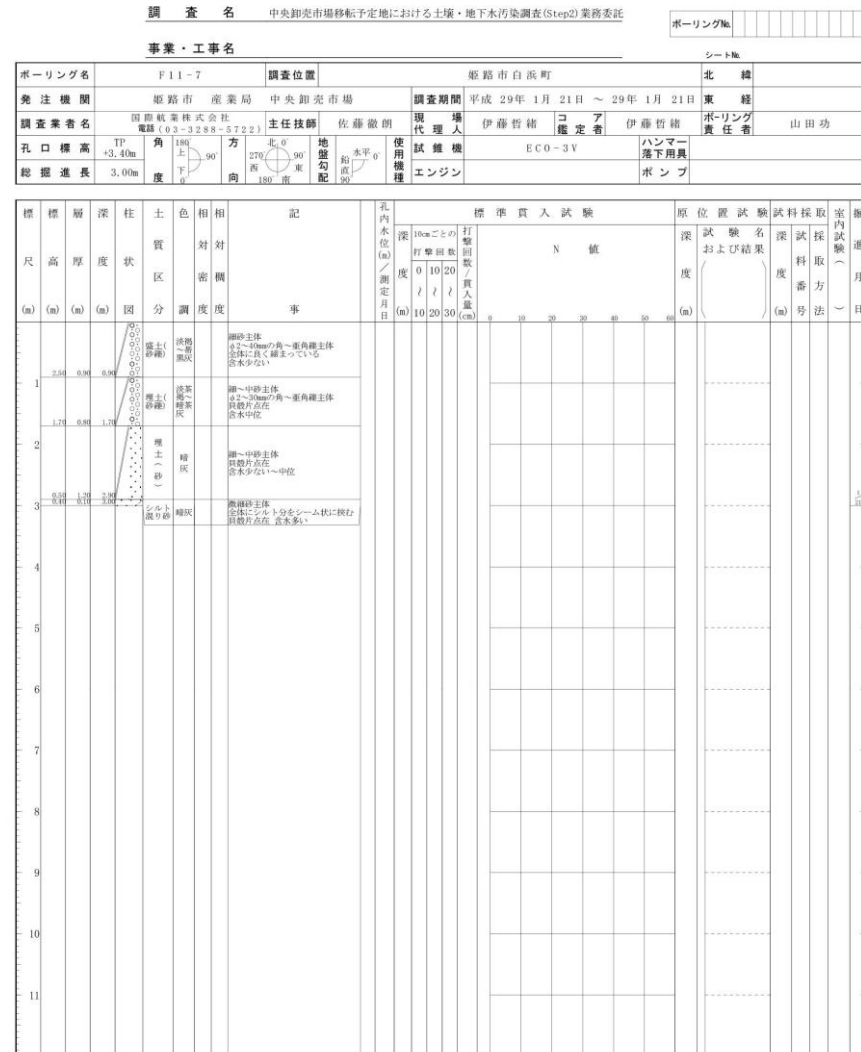 調査名 中央卸売市場移転予定地における土壌・地下水汚染調査(Step2)業務委託
ボーリング№
事業・工事名
シート№
ボーリング名 F11-7 調査位置 姫路市白浜町 北緯
発注機関 姫路市 産業局 中央卸売市場 調査期間 平成 29年 1月 21日 ～ 29年 1月 21日 東経
調査業者名 国際航業株式会社 電話(03-3288-5722) 主任技師 佐藤徹朗 現場代理人 伊藤哲緒 コア鑑定者 伊藤哲緒 ボーリング責任者 山田功
孔口標高 TP +3.40m 角度 180° 上 下 0° 90° 方向 北 0° 270° 西 90° 東 180° 南 地盤勾配 水平 0° 鉛直 90° 使用機種 試錐機 ECO-3V ハンマー落下用具
総掘進長 3.00m エンジン ポンプ
標尺(m) 標高(m) 層厚(m) 深度(m) 柱状図 土質区分 色調 相対密度 相対稠度 記事 孔内水位(m)/測定月日 標準貫入試験 原位置試験 試料採取 室内試験( ) 掘進月日
深度(m) 10cmごとの打撃回数 打撃回数/貫入量(cm) N値 深度(m) 試験名および結果 深度(m) 試料番号 採取方法
0 10 20
～ ～ ～
10 20 30
0 10 20 30 40 50 60
盛土(砂礫) 細砂主体
φ2～40mmの角～亜角礫主体
全体に良く締まっている
含水少ない
2.50 0.90 0.90
1
埋土(砂礫) 淡茶褐～暗茶灰 細～中砂主体
φ2～30mmの角～亜角礫主体
貝殻片点在
含水中位
1.70 0.80 1.70
2
埋土(砂) 暗灰 細～中砂主体
貝殻片点在
含水少ない～中位
0.50 1.20 2.90
0.40 0.10 3.00
3
シルト混り砂 暗灰 微細砂主体
全体にシルト分をシーム状に挟む
貝殻片点在 含水多い
4
5
6
7
8
9
10
11